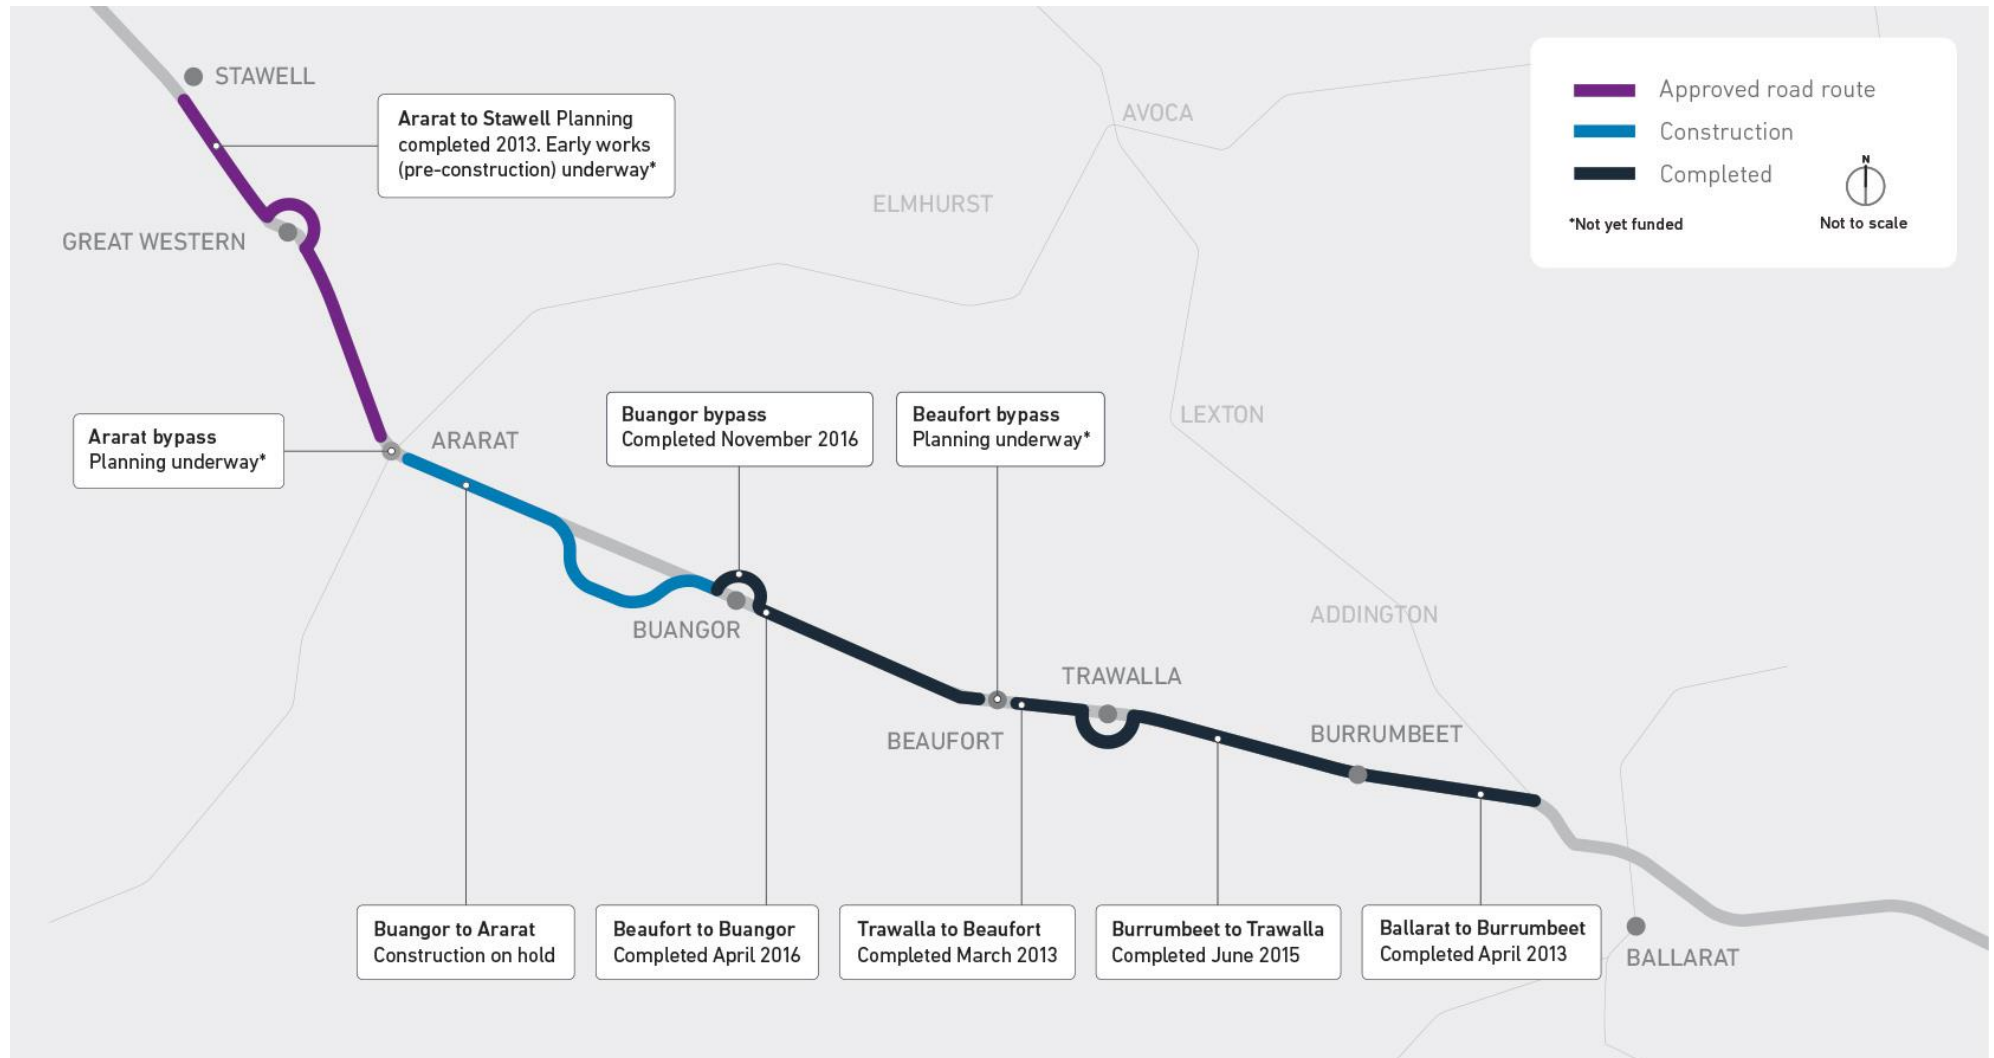 STAWELL
Ararat to Stawell Planning
completed 2013. Early works
(pre-construction) underway*
AVOCA
Approved road route
Construction
Completed
N
*Not yet funded
Not to scale
ELMHURST
GREAT WESTERN
Ararat bypass
Planning underway*
ARARAT
Buangor bypass
Completed November 2016
Beaufort bypass
Planning underway*
LEXTON
BUANGOR
ADDINGTON
TRAWALLA
BEAUFORT
BURRUMBEET
Buangor to Ararat
Construction on hold
Beaufort to Buangor
Completed April 2016
Trawalla to Beaufort
Completed March 2013
Burrumbeet to Trawalla
Completed June 2015
Ballarat to Burrumbeet
Completed April 2013
BALLARAT